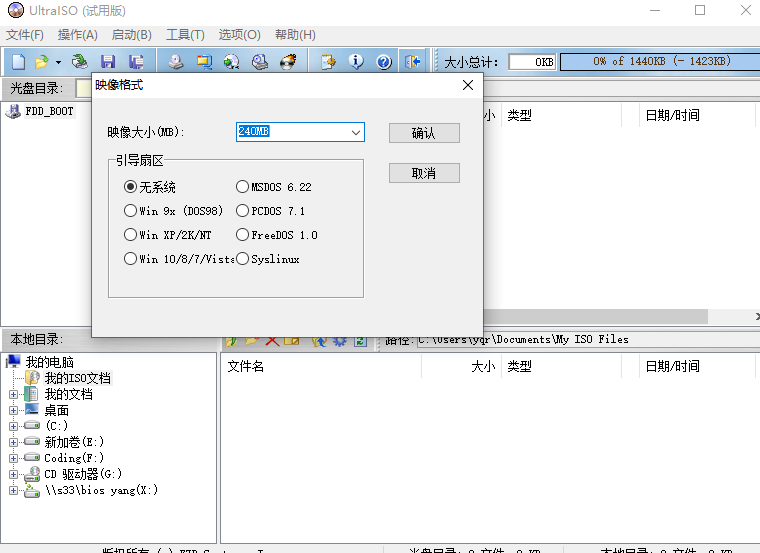 UltraISO (试用版)
文件(F) 操作(A) 启动(B) 工具(T) 选项(O) 帮助(H)
大小总计: 0KB 0% of 1440KB (- 1423KB)
光盘目录:
映像格式
FDD_BOOT
小 类型 日期/时间
映像大小(MB): 240MB 确认
引导扇区
取消
无系统 MSDOS 6.22
Win 9x (DOS98) PCDOS 7.1
Win XP/2K/NT FreeDOS 1.0
Win 10/8/7/Vista Syslinux
本地目录: 路径: C:\Users\yqr\Documents\My ISO Files
我的电脑
文件名 大小 类型 日期/时间
我的ISO文档
我的文档
桌面
(C:)
新加卷(E:)
Coding(F:)
CD 驱动器(G:)
\\s33\bios yang(X:)